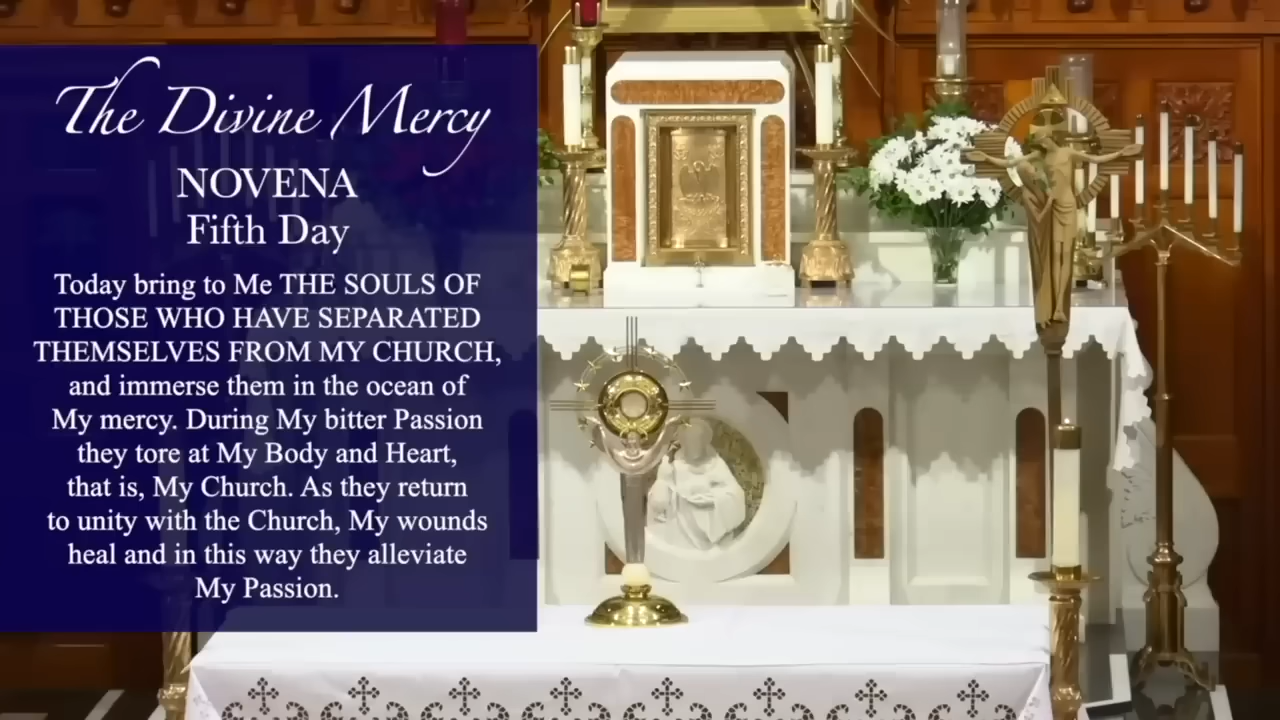 The Divine Mercy
NOVENA
Fifth Day
Today bring to Me THE SOULS OF
THOSE WHO HAVE SEPARATED
THEMSELVES FROM MY CHURCH,
and immerse them in the ocean of
My mercy. During My bitter Passion
they tore at My Body and Heart,
that is, My Church. As they return
to unity with the Church, My wounds
heal and in this way they alleviate
My Passion.